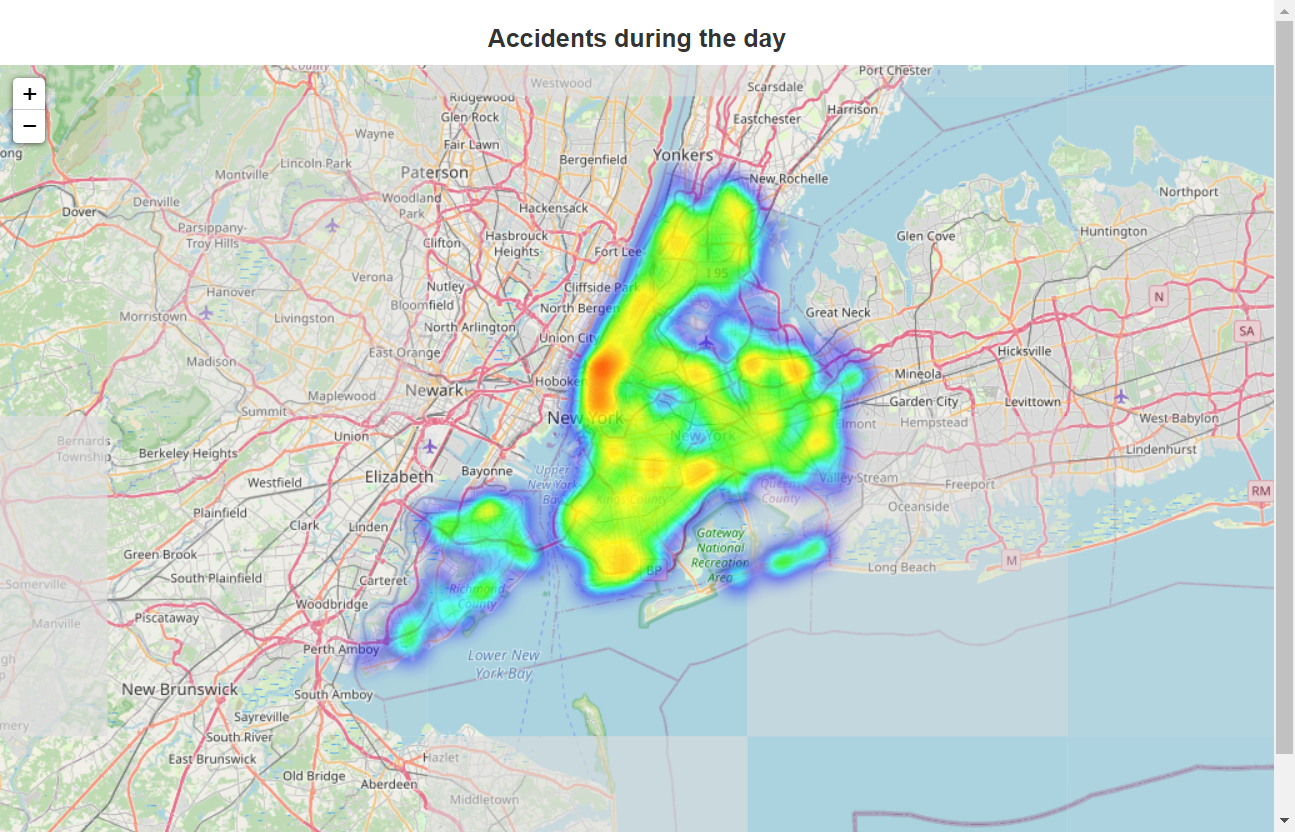 Accidents during the day
+
−
County
Port Chester
Westwood
Scarsdale
Ridgewood
Harrison
Glen Rock
Eastchester
Wayne
Fair Lawn
ong
Yonkers
Bergenfield
Lincoln Park
Montville
Paterson
New Rochelle
Northport
Denville
Woodland
Park
Dover
Hackensack
Parsippany-
Troy Hills
Hasbrouck
Heights
Huntington
Glen Cove
Clifton
Fort Lee
I 95
Verona
Nutley
Cliffside Park
Hanover
Bloomfield
North Bergen
N
Morristown
Livingston
North Arlington
Great Neck
Union City
SA
East Orange
Hicksville
Madison
Mineola
Hoboken
Newark
Maplewood
Garden City
Levittown
Summit
New York
West Babylon
Elmont
Hempstead
Union
New York
Bernards
Township
Berkeley Heights
Lindenhurst
Bayonne
Elizabeth
Upper
New York
Bay
Valley Stream
Westfield
Queens
County
Freeport
RM
Kings County
Plainfield
Oceanside
Clark
Linden
Gateway
National
Recreation
Area
Green Brook
M
Long Beach
BP
South Plainfield
Carteret
Somerville
Richmond
County
Woodbridge
Piscataway
Manville
Perth Amboy
Lower New
York Bay
New Brunswick
South Amboy
Sayreville
mery
South River
East Brunswick
Hazlet
Old Bridge
Aberdeen
Middletown